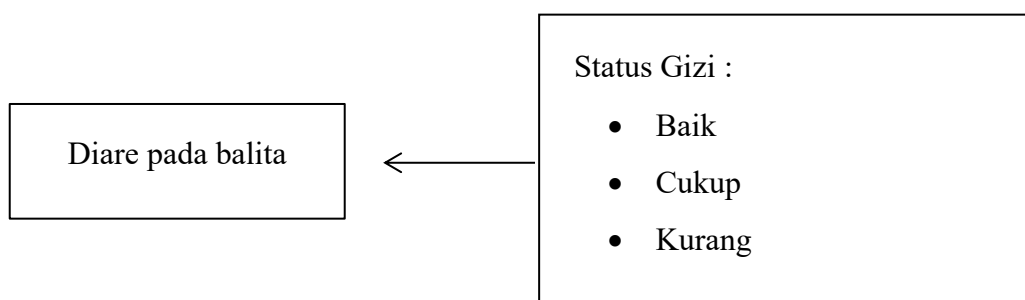 Diare pada balita
Status Gizi :
• Baik
• Cukup
• Kurang